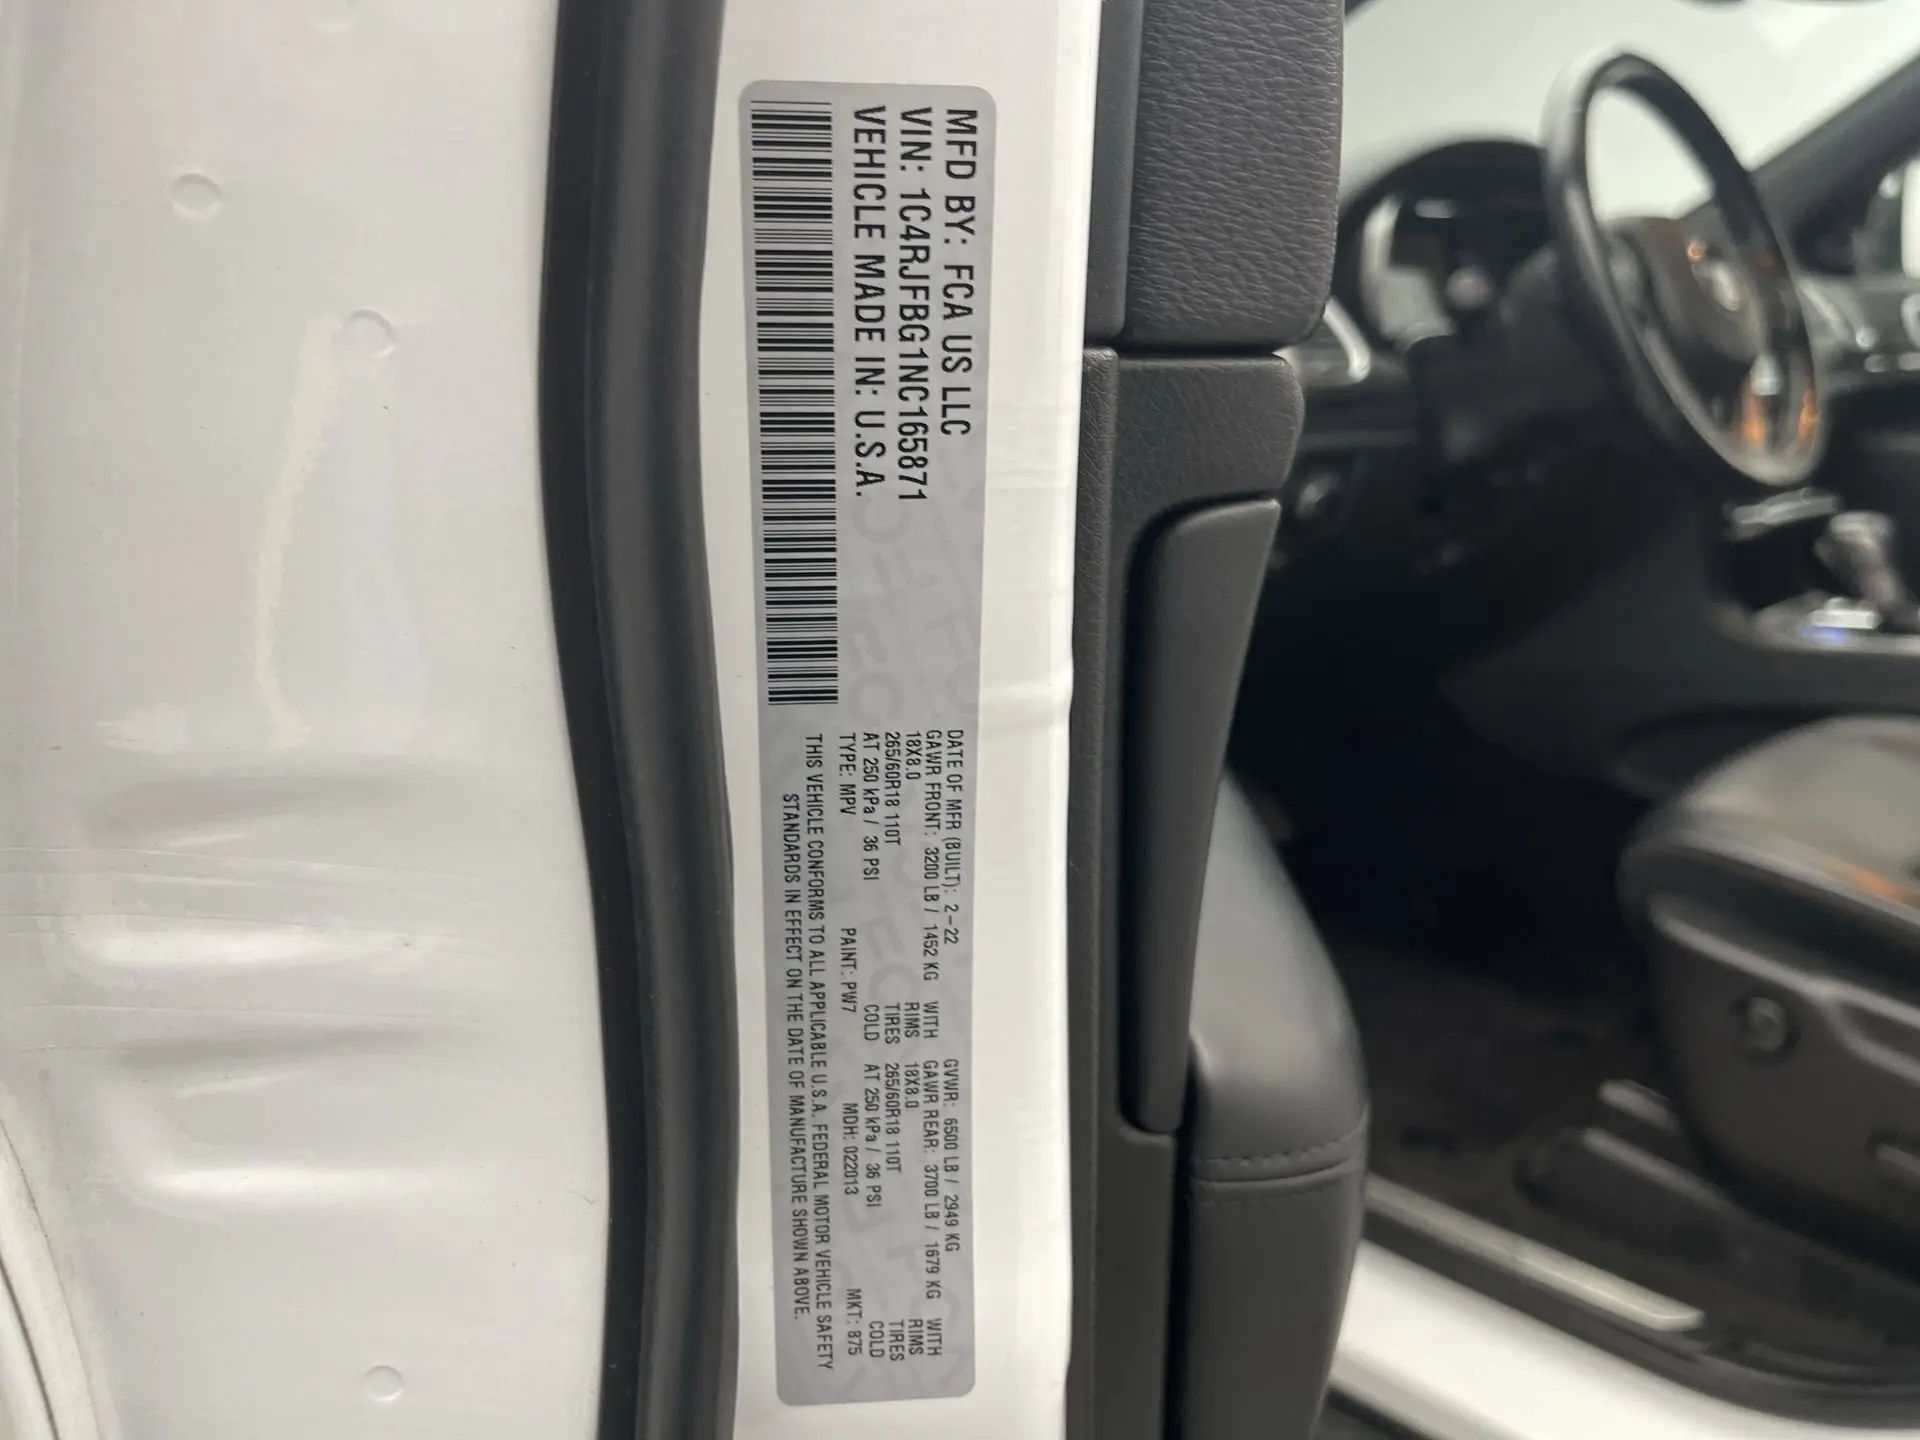 MFD BY: FCA US LLC
VIN: 1C4RJFBG1NC165871
VEHICLE MADE IN: U.S.A.
DATE OF MFR (BUILT): 2-22 GVWR: 6500 LB / 2949 KG
GAWR FRONT: 3200 LB / 1452 KG WITH GAWR REAR: 3700 LB / 1679 KG WITH
18X8.0 RIMS 18X8.0 RIMS
265/60R18 110T TIRES 265/60R18 110T TIRES
AT 250 kPa / 36 PSI COLD AT 250 kPa / 36 PSI COLD
TYPE: MPV PAINT: PW7 MDH: 022013 MKT: 875
THIS VEHICLE CONFORMS TO ALL APPLICABLE U.S.A. FEDERAL MOTOR VEHICLE SAFETY
STANDARDS IN EFFECT ON THE DATE OF MANUFACTURE SHOWN ABOVE.